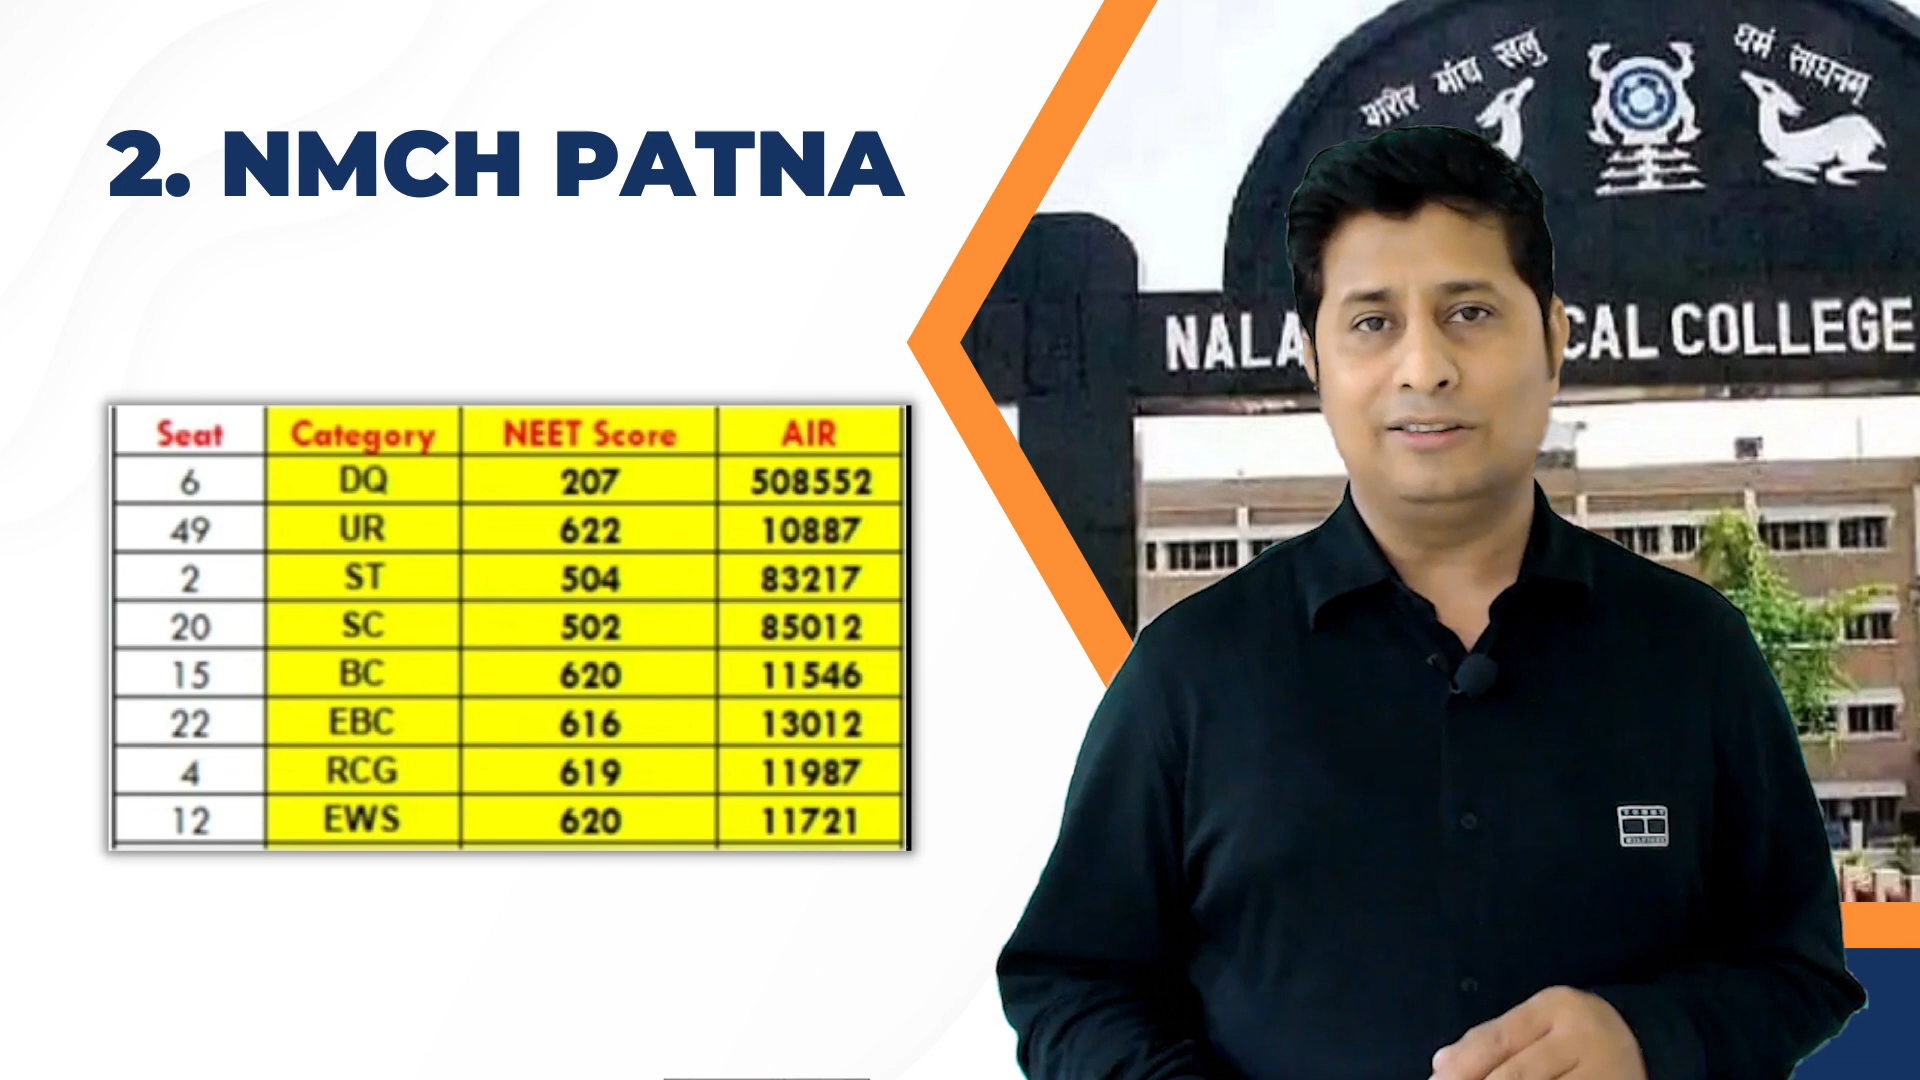 2. NMCH PATNA
Seat Category NEET Score AIR
6 DQ 207 508552
49 UR 622 10887
2 ST 504 83217
20 SC 502 85012
15 BC 620 11546
22 EBC 616 13012
4 RCG 619 11987
12 EWS 620 11721
शरीर मांद्य खलु धर्म साधनम्
NALA CAL COLLEGE